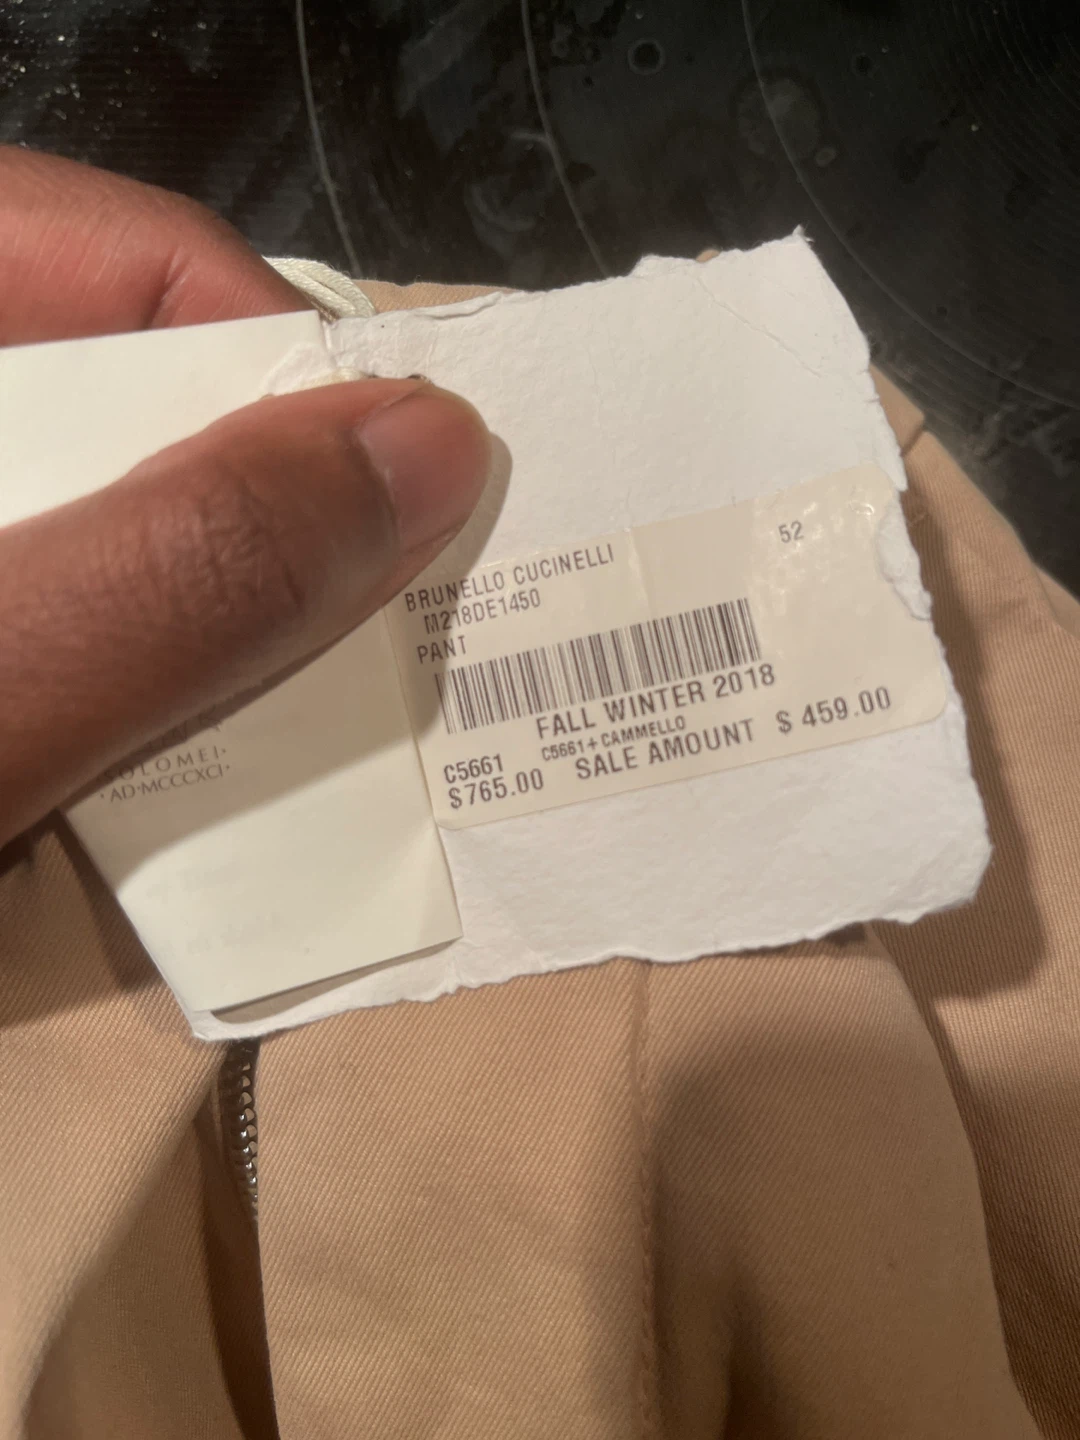 52
BRUNELLO CUCINELLI
M218DE1450
PANT
FALL WINTER 2018
C5661 C5661+CAMMELLO
$765.00 SALE AMOUNT $ 459.00
SOLOMEI·
·AD·MCCCXCI·